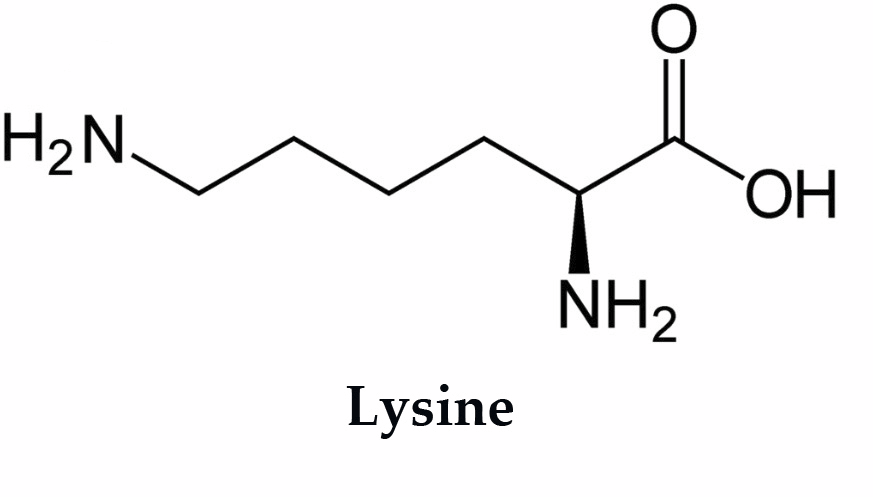 O
H₂N
OH
NH₂
Lysine